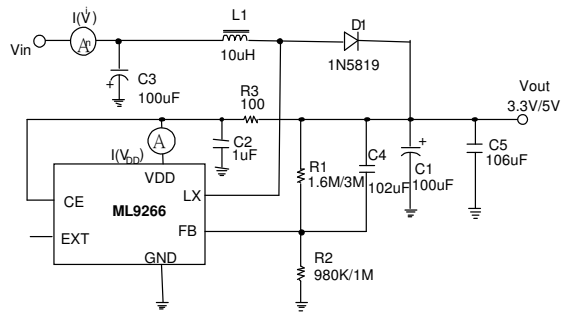 I(V
i
)
L1
D1
Vin
A
n
10uH
1N5819
C3
100uF
+
R3
100
Vout
3.3V/5V
A
I(VDD)
C2
1uF
VDD
CE
LX
ML9266
EXT
FB
GND
R1
1.6M/3M
C4
102uF
+
C1
100uF
C5
106uF
R2
980K/1M